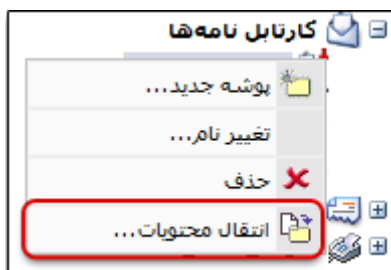 کارتابل نامه‌ها
پوشه جدید...
تغییر نام...
حذف
انتقال محتویات...